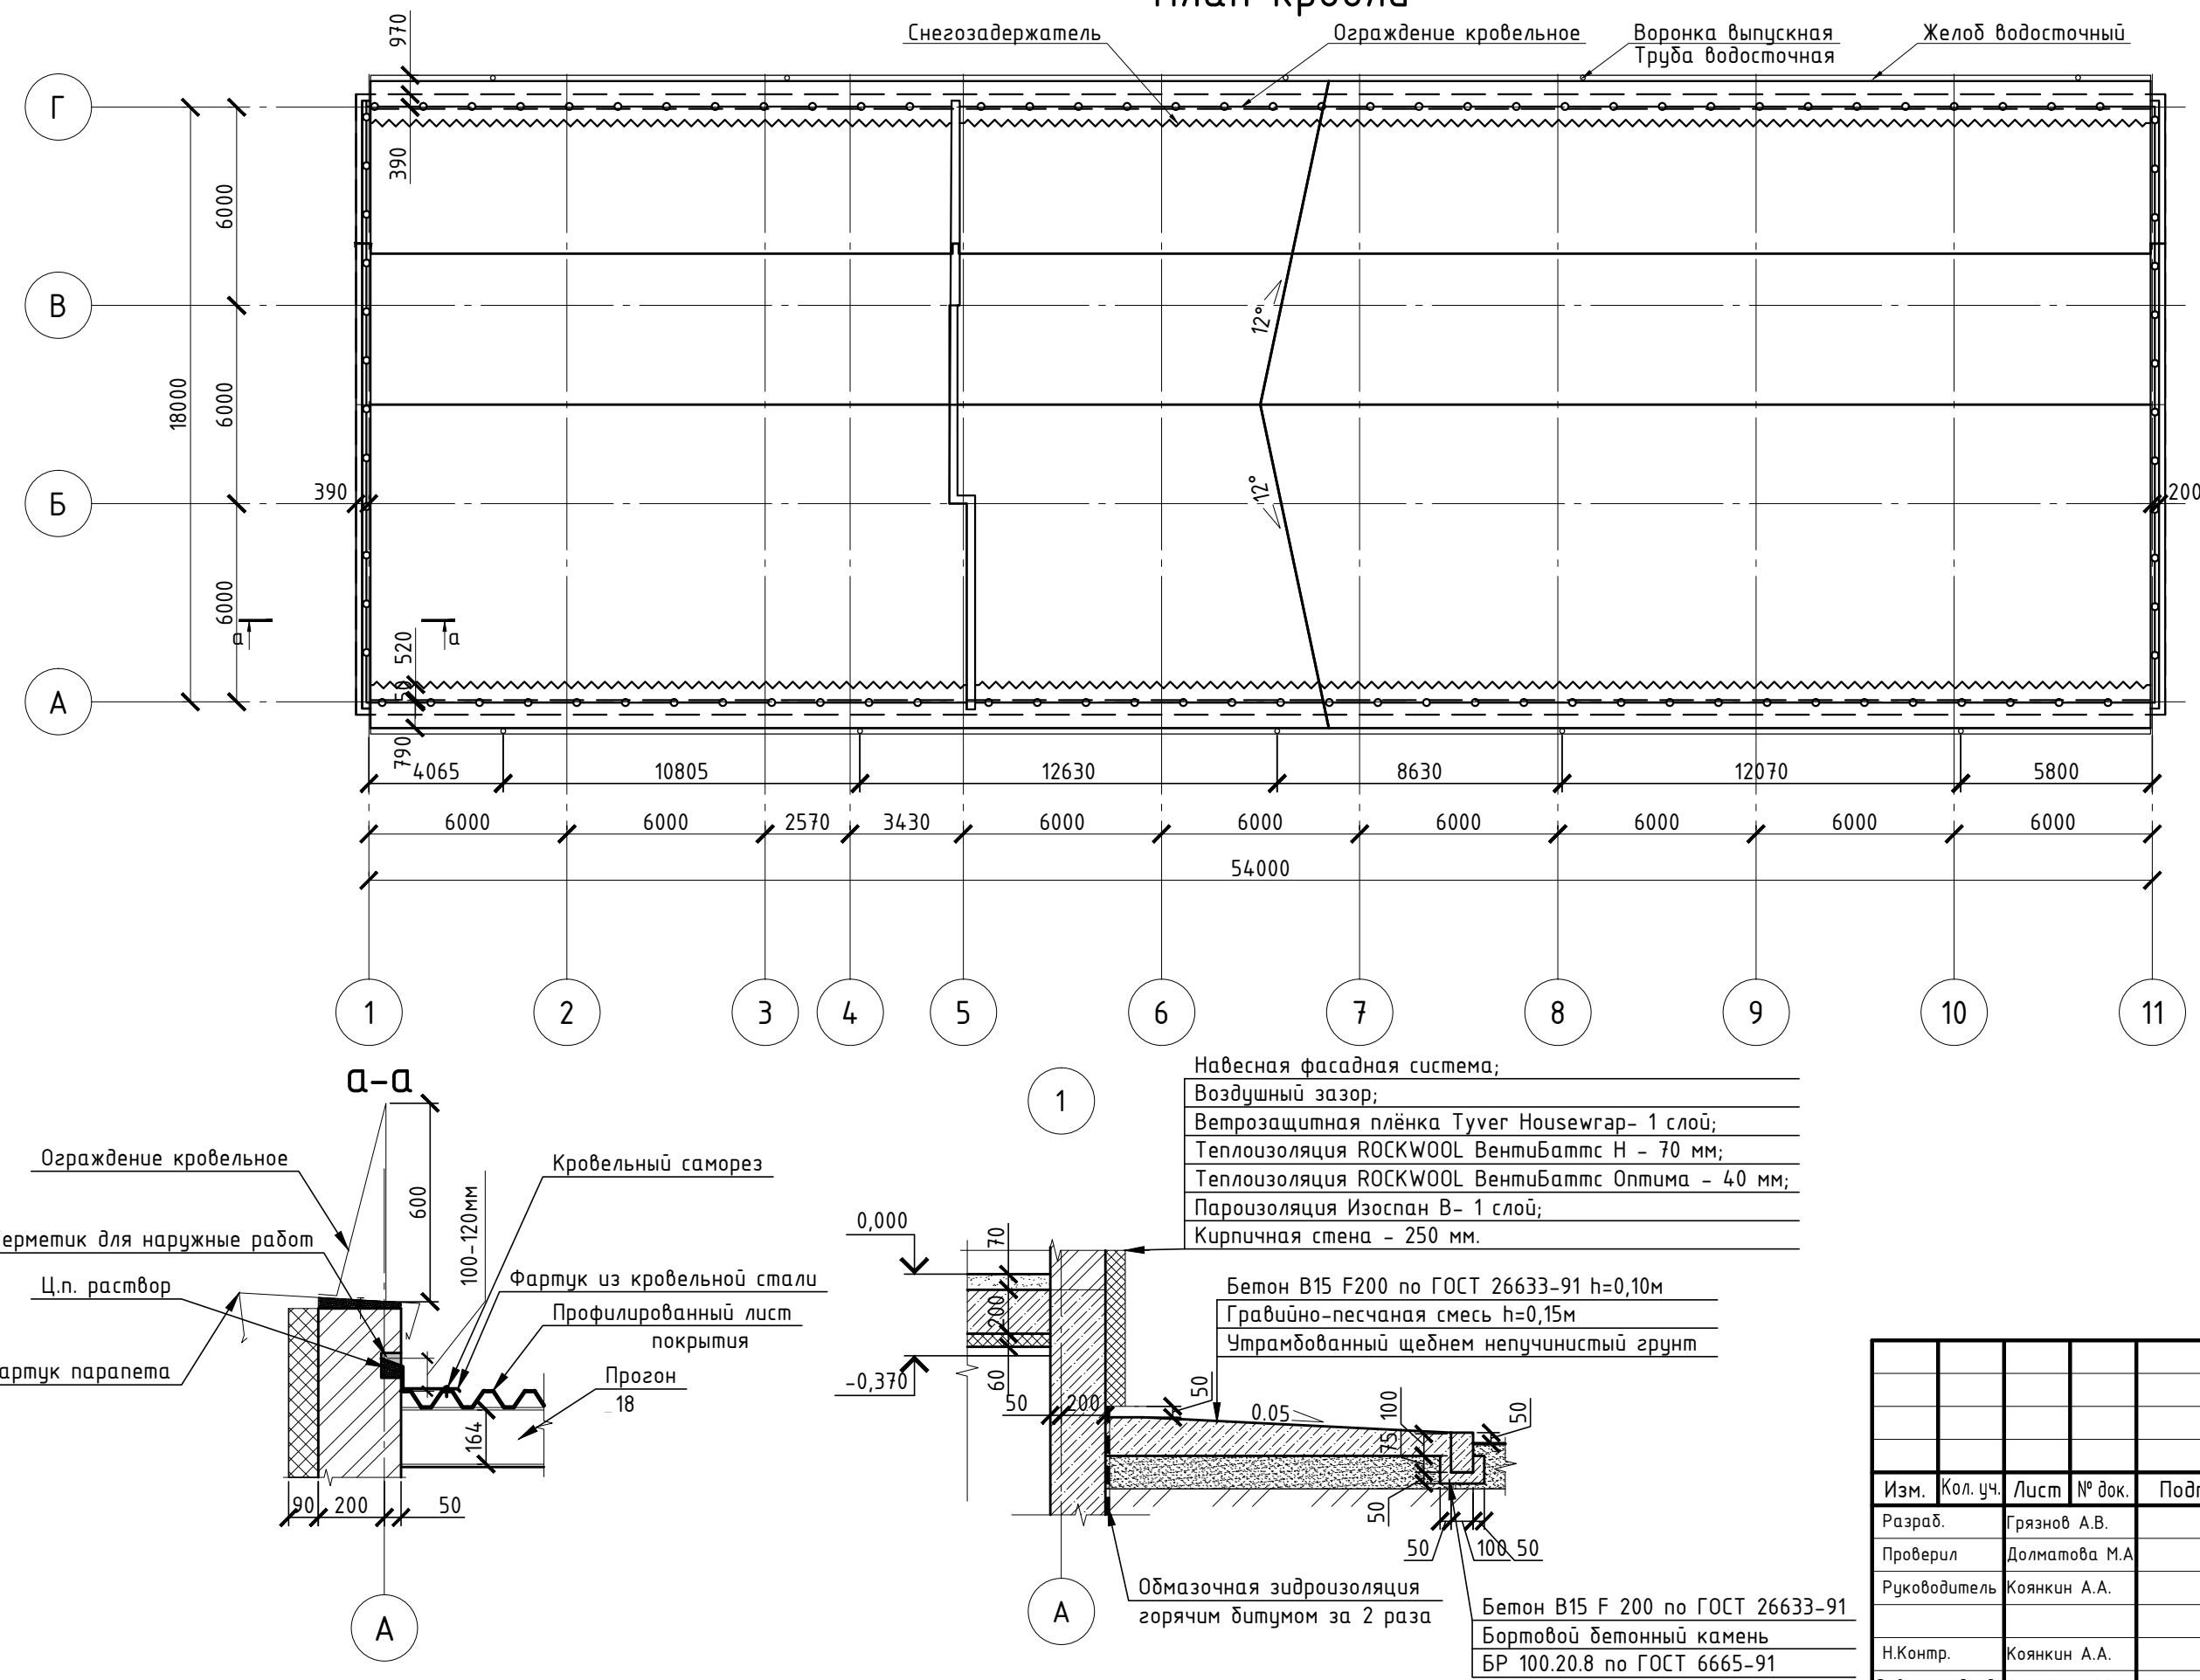 План кровли
Снегозадержатель
Ограждение кровельное
Воронка выпускная
Труба водосточная
Желоб водосточный
970
390
Г
В
Б
А
18000
6000
6000
6000
390
200
12°
12°
а
а
520
50
790
4065
10805
12630
8630
12070
5800
6000
6000
2570
3430
6000
6000
6000
6000
6000
6000
54000
1
2
3
4
5
6
7
8
9
10
11
а-а
Ограждение кровельное
ерметик для наружные работ
Ц.п. раствор
артук парапета
600
100-120мм
Кровельный саморез
Фартук из кровельной стали
Профилированный лист
покрытия
Прогон
18
164
90
200
50
А
1
Навесная фасадная система;
Воздушный зазор;
Ветрозащитная плёнка Tyver Housewrap- 1 слой;
Теплоизоляция ROCKWOOL ВентиБаттс Н - 70 мм;
Теплоизоляция ROCKWOOL ВентиБаттс Оптима - 40 мм;
Пароизоляция Изоспан В- 1 слой;
Кирпичная стена - 250 мм.
0,000
-0,370
70
200
60
50
200
50
Бетон В15 F200 по ГОСТ 26633-91 h=0,10м
Гравийно-песчаная смесь h=0,15м
Утрамбованный щебнем непучинистый грунт
0.05
100
75
50
50
50
100
50
Обмазочная зидроизоляция
горячим битумом за 2 раза
А
Бетон В15 F 200 по ГОСТ 26633-91
Бортовой бетонный камень
БР 100.20.8 по ГОСТ 6665-91
Изм.
Кол. уч.
Лист
№ док.
Подп
Разраб.
Грязнов А.В.
Проверил
Долматова М.А
Руководитель
Коянкин А.А.
Н.Контр.
Коянкин А.А.